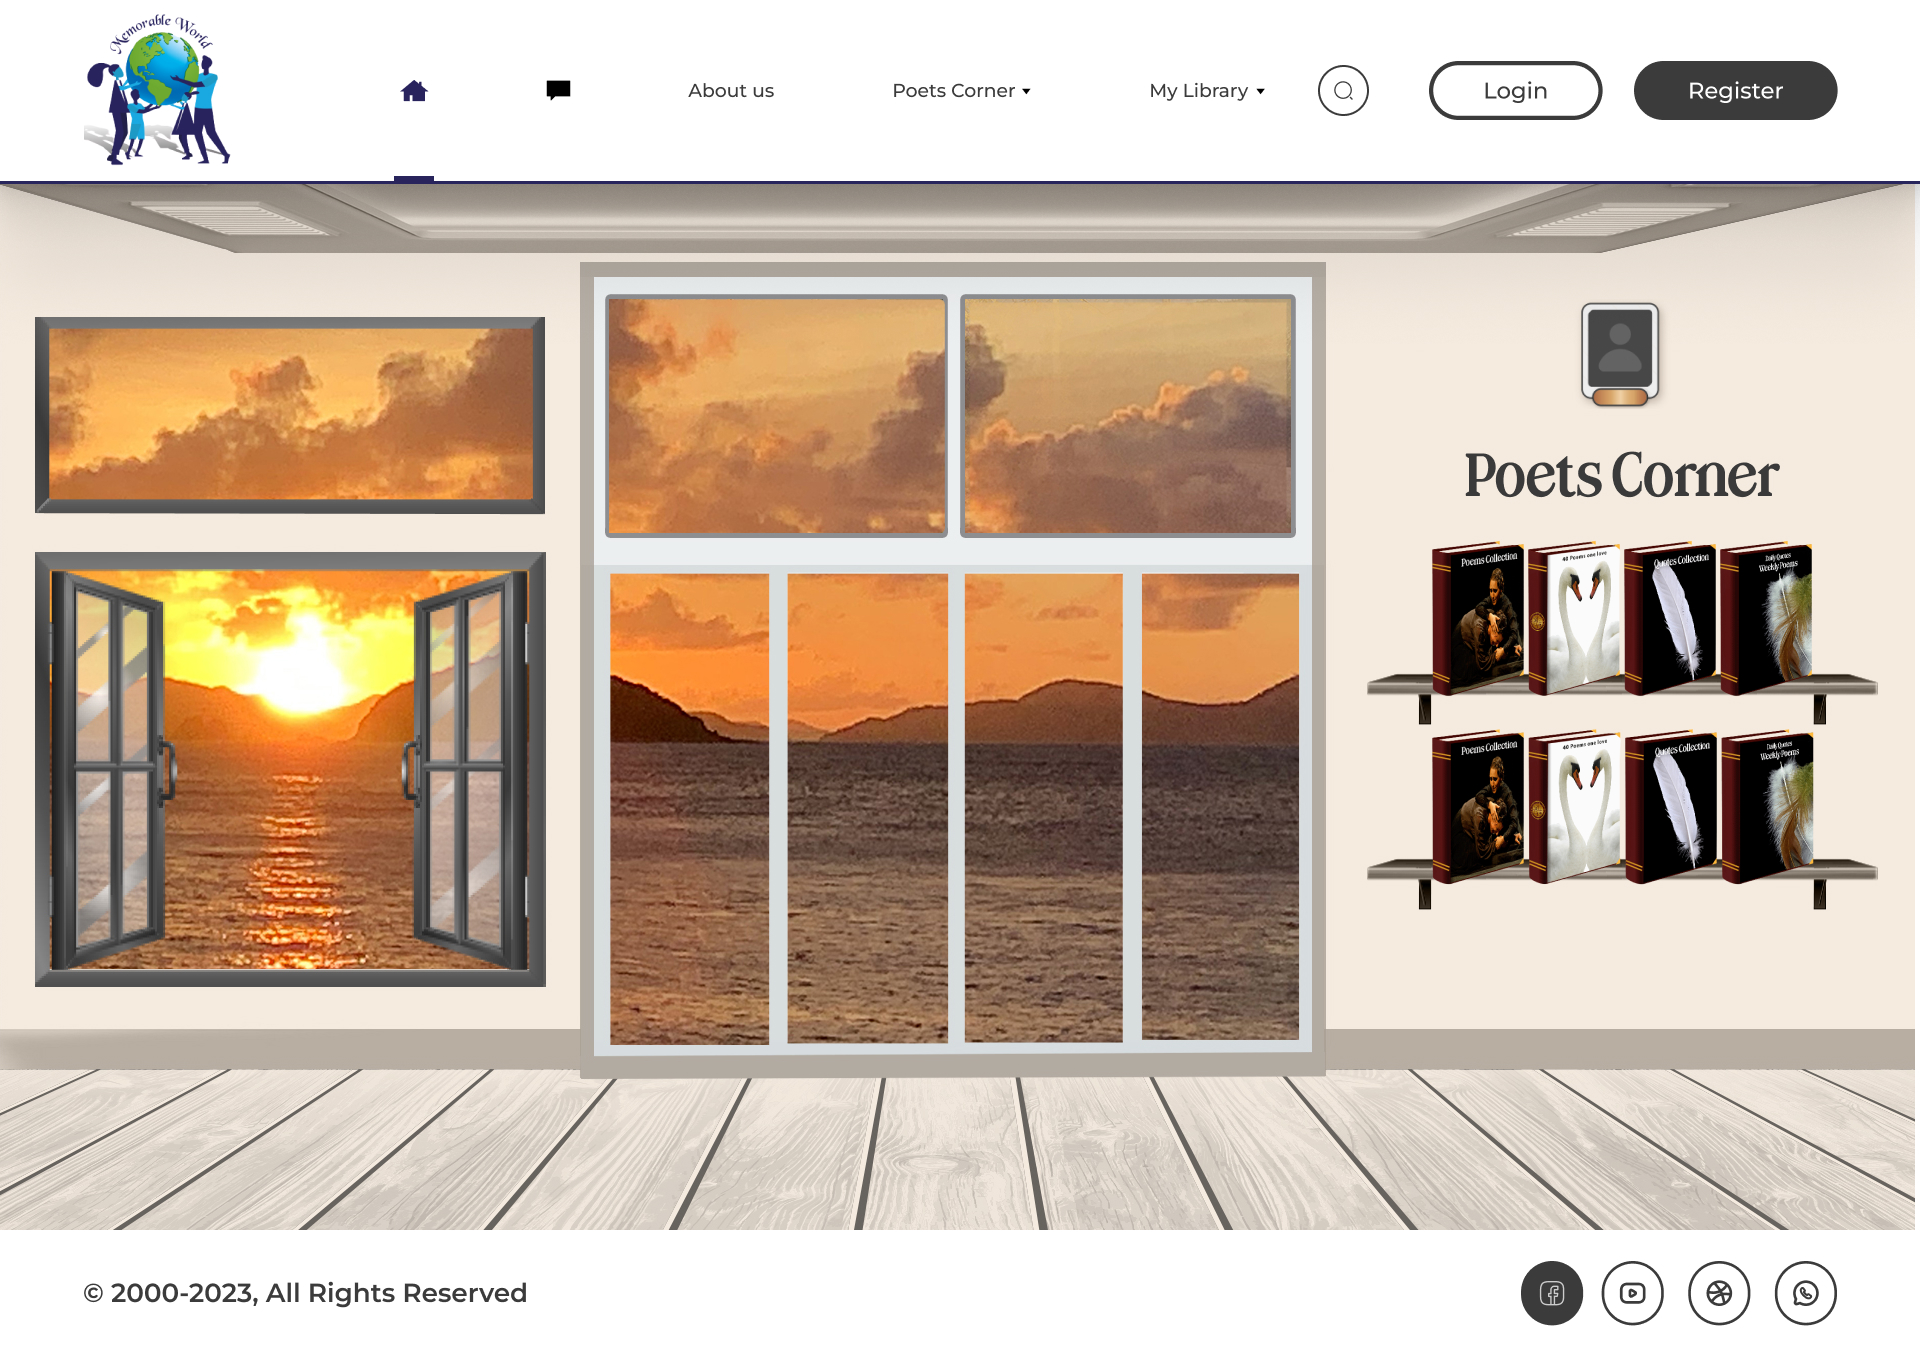 Memorable World
About us
Poets Corner
My Library
Login
Register
Poets Corner
Poems Collection
40 Poems one love
Quotes Collection
Daily Quotes
Weekly Poems
Poems Collection
40 Poems one love
Quotes Collection
Daily Quotes
Weekly Poems
© 2000-2023, All Rights Reserved